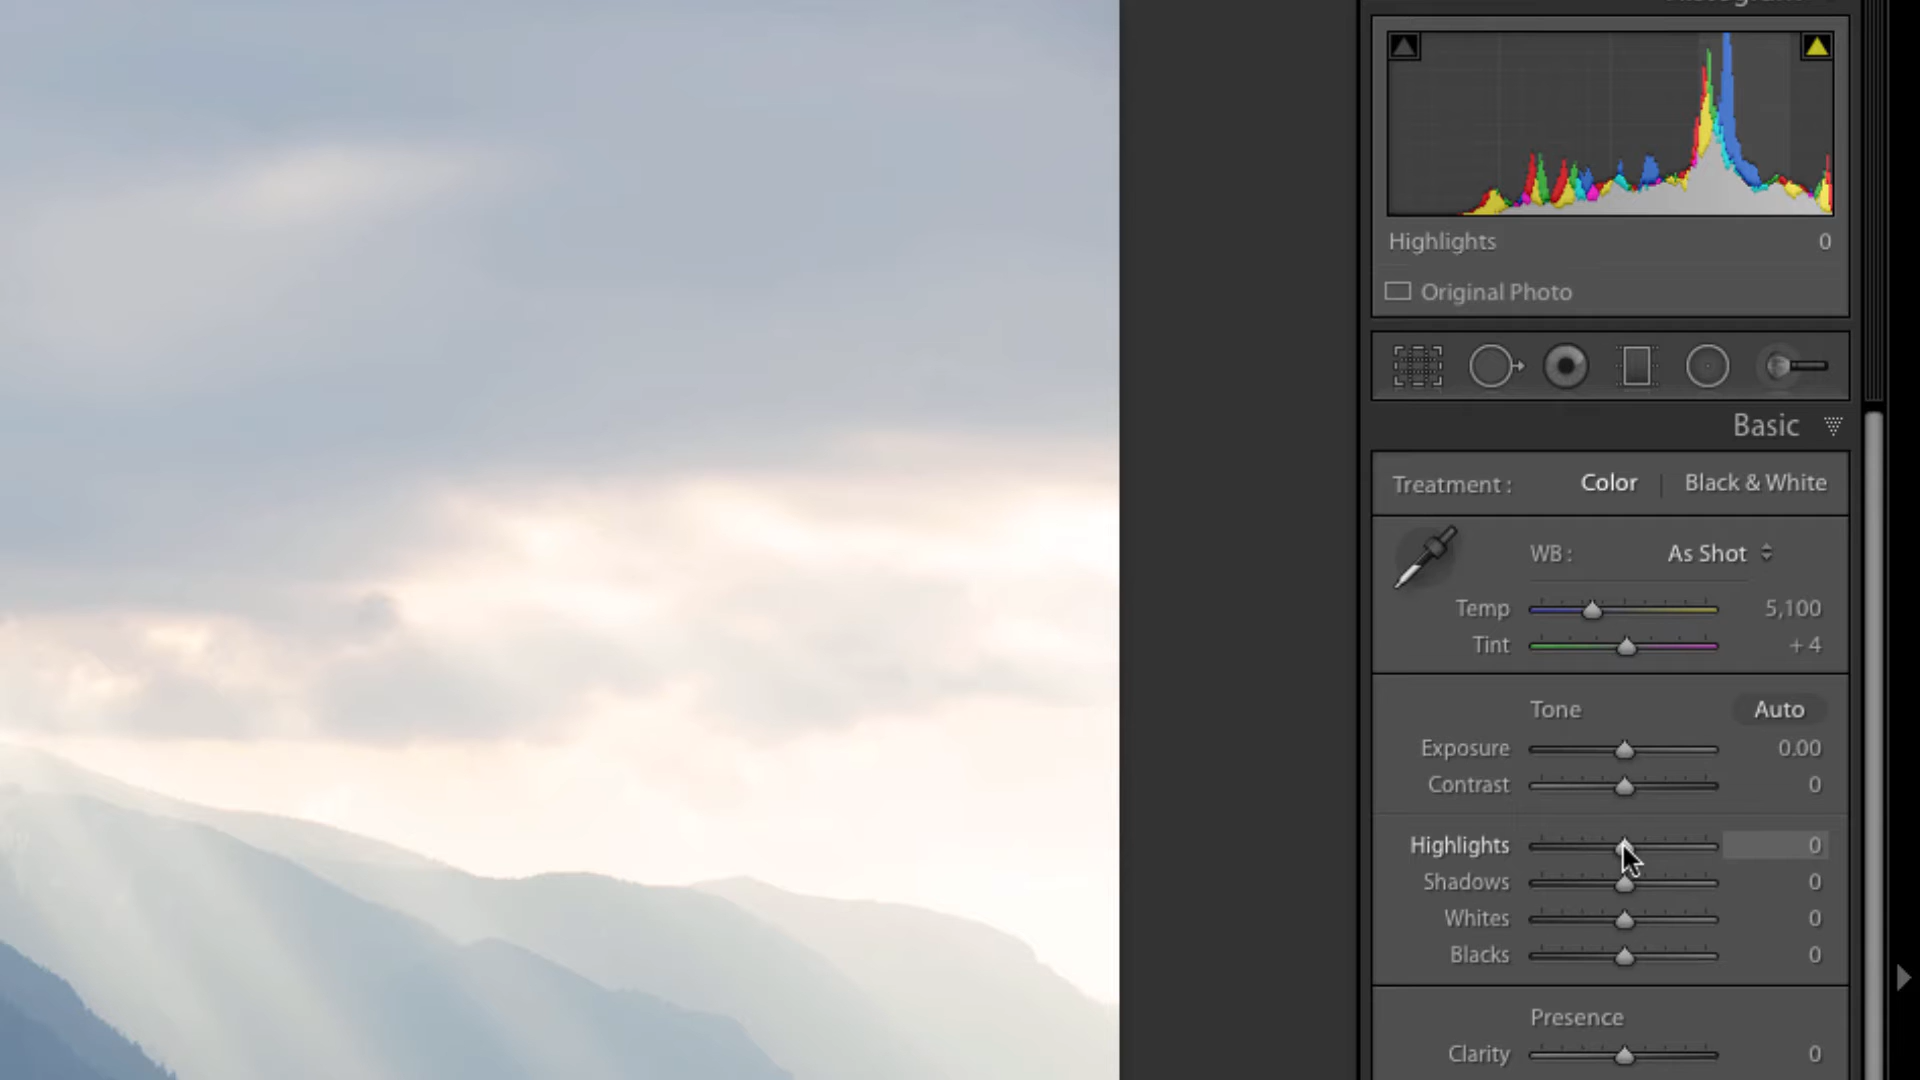 Histogram
Highlights 0
Original Photo
Basic
Treatment : Color | Black & White
WB : As Shot
Temp 5,100
Tint + 4
Tone Auto
Exposure 0.00
Contrast 0
Highlights 0
Shadows 0
Whites 0
Blacks 0
Presence
Clarity 0